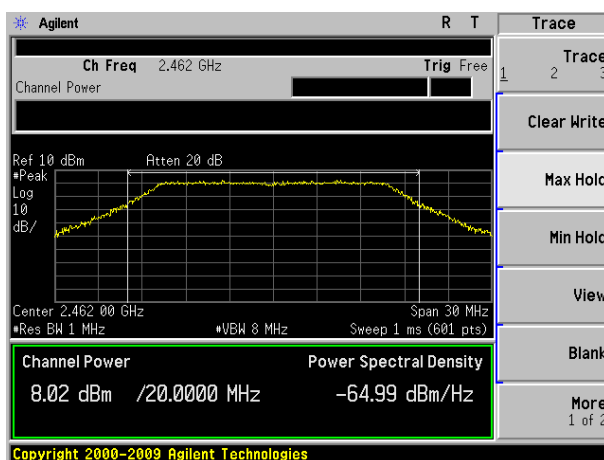 Agilent R T Trace
Ch Freq 2.462 GHz Trig Free
Channel Power
Trace
1 2 3
Clear Write
Max Hold
Min Hold
View
Blank
More
1 of 2
Ref 10 dBm Atten 20 dB
#Peak
Log
10
dB/
Center 2.462 00 GHz Span 30 MHz
#Res BW 1 MHz #VBW 8 MHz Sweep 1 ms (601 pts)
Channel Power Power Spectral Density
8.02 dBm /20.0000 MHz -64.99 dBm/Hz
Copyright 2000-2009 Agilent Technologies